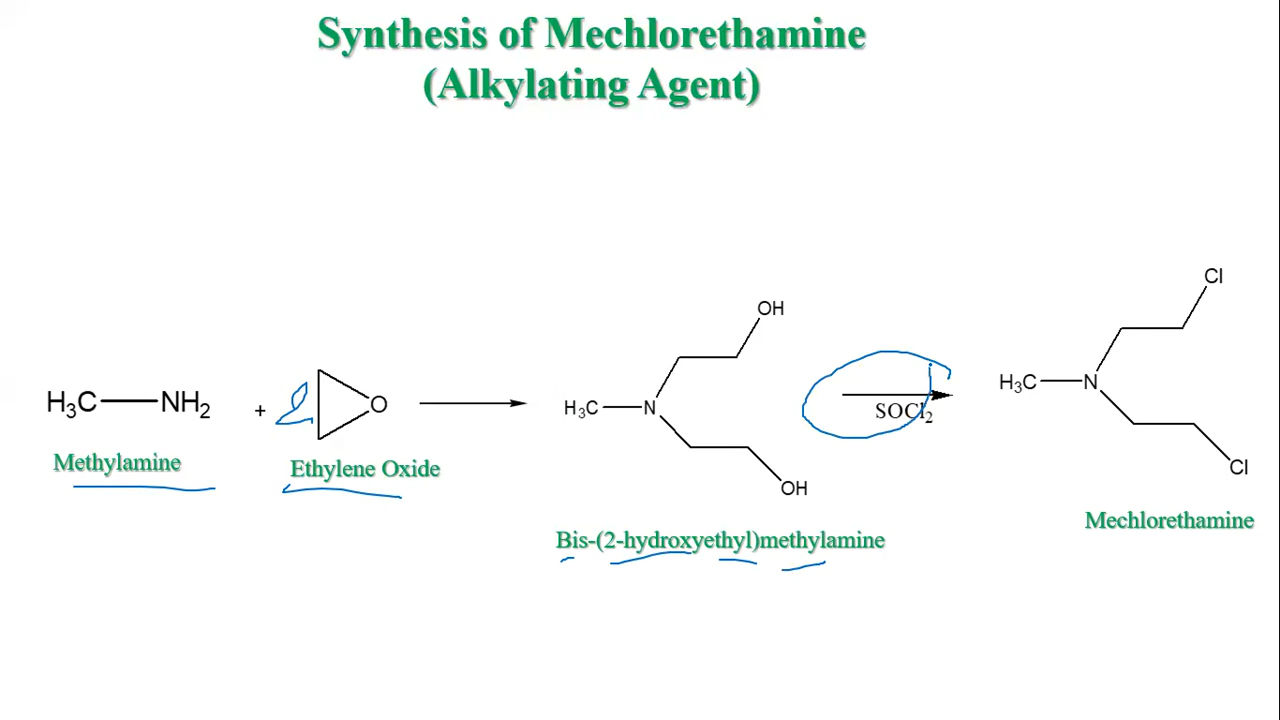 Synthesis of Mechlorethamine
(Alkylating Agent)
H₃C NH₂
+
O
Methylamine
Ethylene Oxide
OH
H₃C N
OH
Bis-(2-hydroxyethyl)methylamine
SOCl₂
Cl
H₃C N
Cl
Mechlorethamine